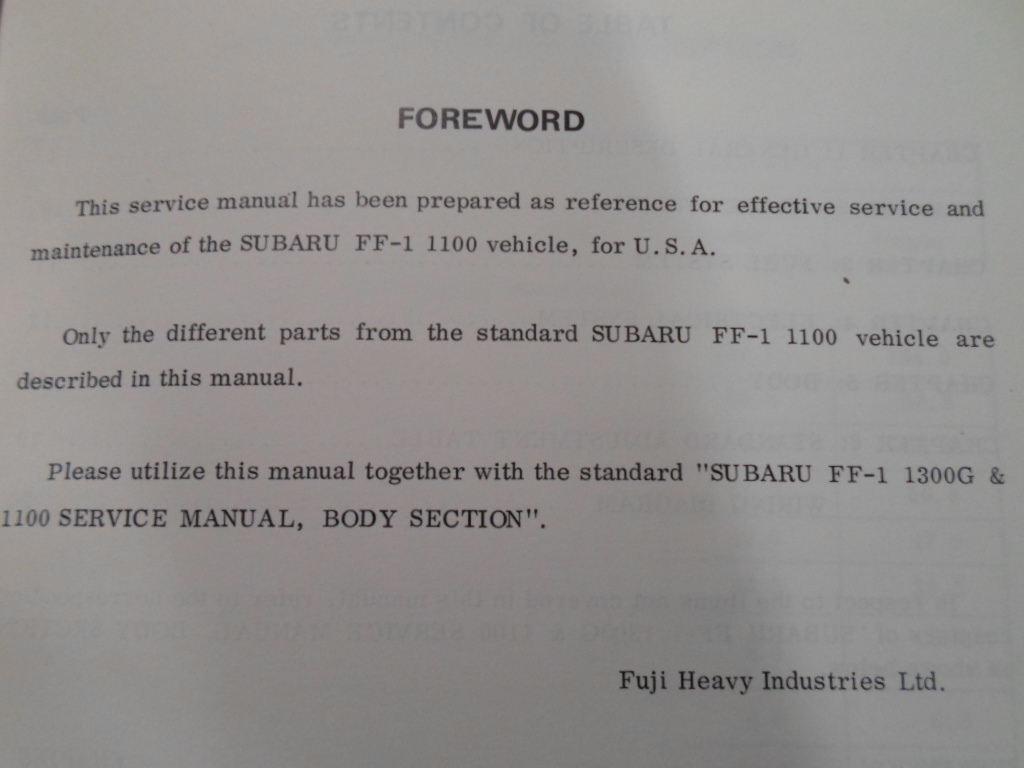 FOREWORD
This service manual has been prepared as reference for effective service and
maintenance of the SUBARU FF-1 1100 vehicle, for U.S.A.
Only the different parts from the standard SUBARU FF-1 1100 vehicle are
described in this manual.
Please utilize this manual together with the standard "SUBARU FF-1 1300G &
1100 SERVICE MANUAL, BODY SECTION".
Fuji Heavy Industries Ltd.